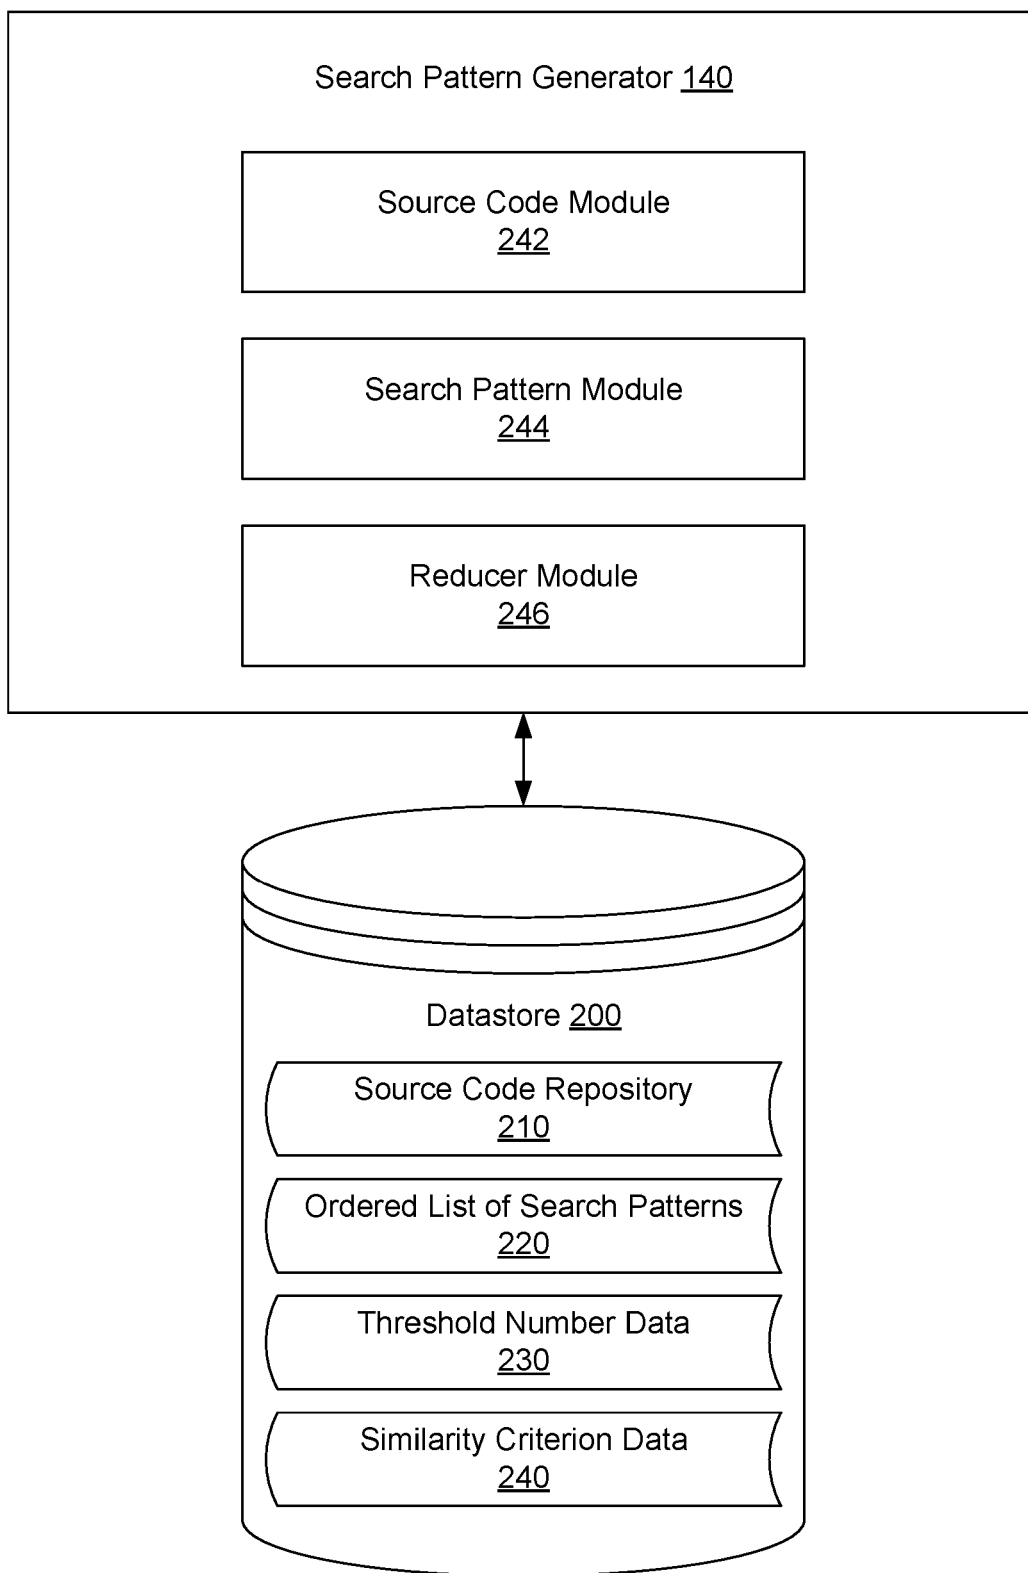 Search Pattern Generator 140
Source Code Module
242
Search Pattern Module
244
Reducer Module
246
Datastore 200
Source Code Repository
210
Ordered List of Search Patterns
220
Threshold Number Data
230
Similarity Criterion Data
240